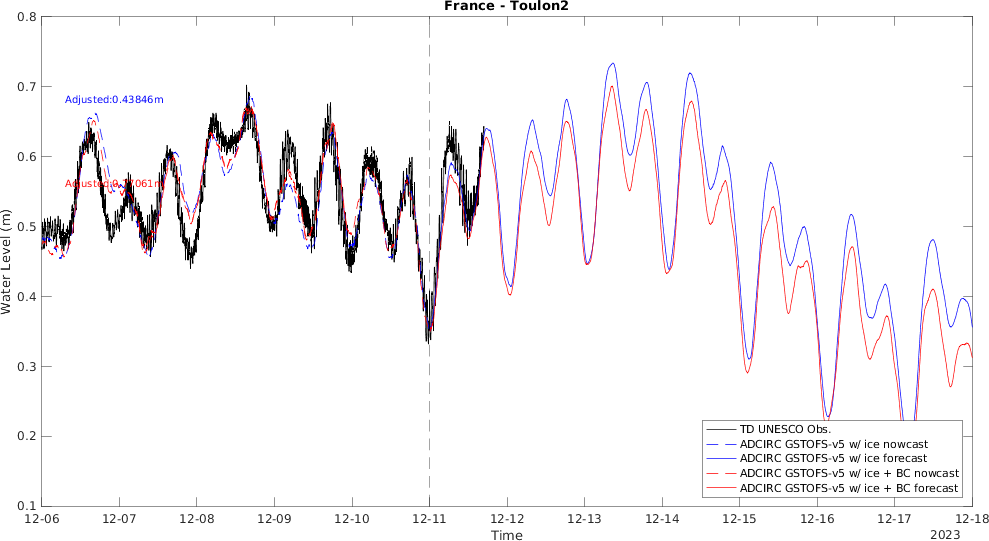 France - Toulon2
0.8
0.7
0.6
0.5
0.4
0.3
0.2
0.1
Water Level (m)
Adjusted:0.43846m
12-06
12-07
12-08
12-09
12-10
12-11
12-12
12-13
12-14
12-15
12-16
12-17
12-18
Time
2023
TD UNESCO Obs.
ADCIRC GSTOFS-v5 w/ ice nowcast
ADCIRC GSTOFS-v5 w/ ice forecast
ADCIRC GSTOFS-v5 w/ ice + BC nowcast
ADCIRC GSTOFS-v5 w/ ice + BC forecast